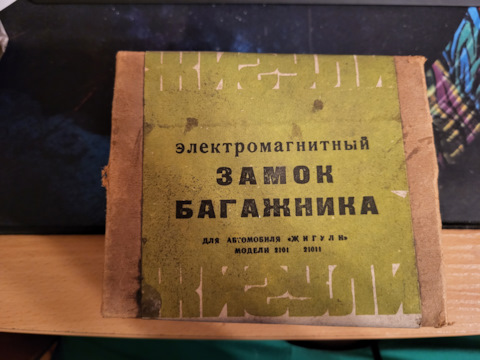 ЖИГУЛИ
электромагнитный
ЗАМОК
БАГАЖНИКА
ДЛЯ АВТОМОБИЛЯ «ЖИГУЛИ»
МОДЕЛИ 2101 21011
ЖИГУЛИ